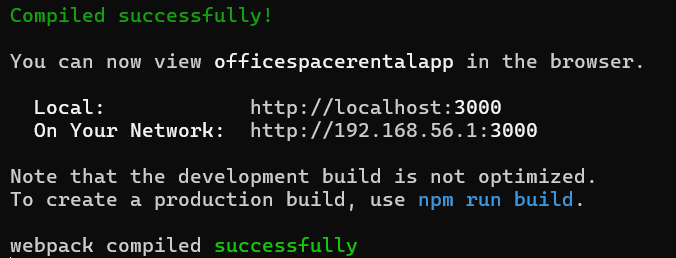 Compiled successfully!
You can now view officespacerentalapp in the browser.
Local: http://localhost:3000
On Your Network: http://192.168.56.1:3000
Note that the development build is not optimized.
To create a production build, use npm run build.
webpack compiled successfully